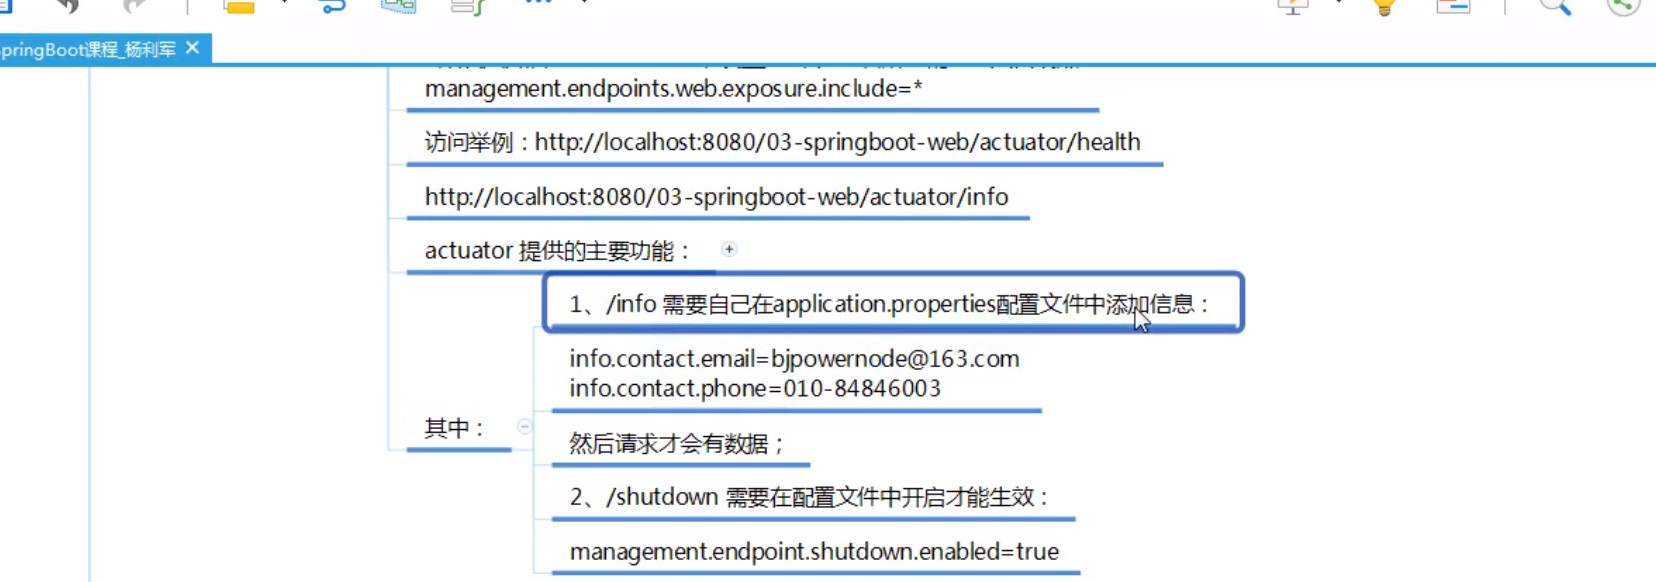 pringBoot课程_杨利军
management.endpoints.web.exposure.include=*
访问举例：http://localhost:8080/03-springboot-web/actuator/health
http://localhost:8080/03-springboot-web/actuator/info
actuator 提供的主要功能：
1、/info 需要自己在application.properties配置文件中添加信息：
info.contact.email=bjpowernode@163.com
info.contact.phone=010-84846003
其中：
然后请求才会有数据；
2、/shutdown 需要在配置文件中开启才能生效：
management.endpoint.shutdown.enabled=true